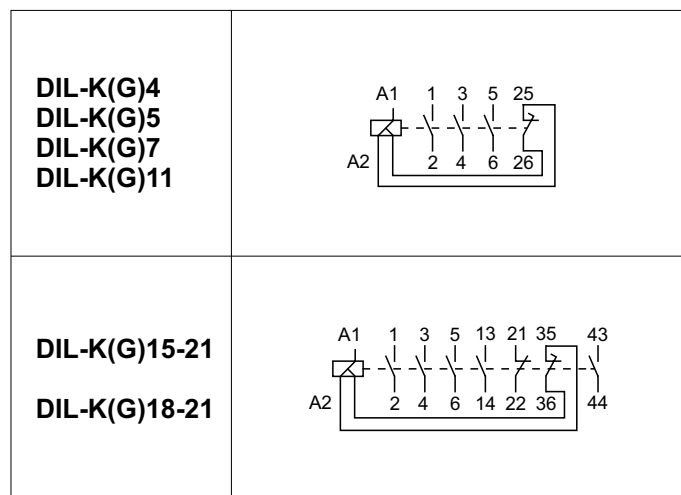 DIL-K(G)4
DIL-K(G)5
DIL-K(G)7
DIL-K(G)11
A1 1 3 5 25
A2 2 4 6 26
DIL-K(G)15-21
DIL-K(G)18-21
A1 1 3 5 13 21 35 43
A2 2 4 6 14 22 36 44